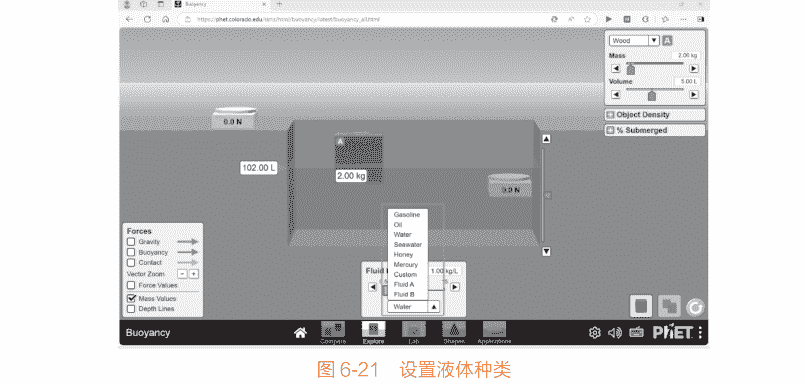 Buoyancy
https://phet.colorado.edu/sims/html/buoyancy/latest/buoyancy_all.html
Wood
A
Mass
2.00 kg
Volume
5.00 L
Object Density
% Submerged
0.0 N
A
102.00 L
2.00 kg
0.0 N
Forces
Gravity
Buoyancy
Contact
Vector Zoom
Force Values
Mass Values
Depth Lines
Gasoline
Oil
Water
Seawater
Honey
Mercury
Custom
Fluid A
Fluid B
Fluid
1.00 kg/L
Water
Buoyancy
Compare
Explore
Lab
Shapes
Applications
PhET
图 6-21 设置液体种类